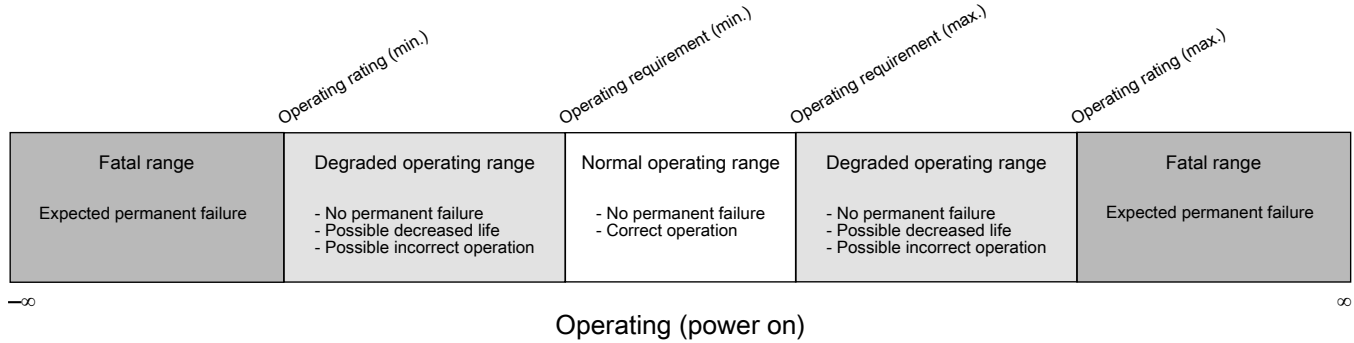 Operating rating (min.)
Operating requirement (min.)
Operating requirement (max.)
Operating rating (max.)
Fatal range
Expected permanent failure
Degraded operating range
- No permanent failure
- Possible decreased life
- Possible incorrect operation
Normal operating range
- No permanent failure
- Correct operation
Degraded operating range
- No permanent failure
- Possible decreased life
- Possible incorrect operation
Fatal range
Expected permanent failure
–∞
∞
Operating (power on)